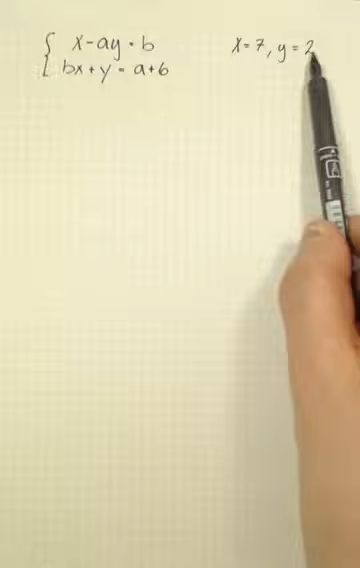 x-ay=b x=7, y=2
bx+y=a+6